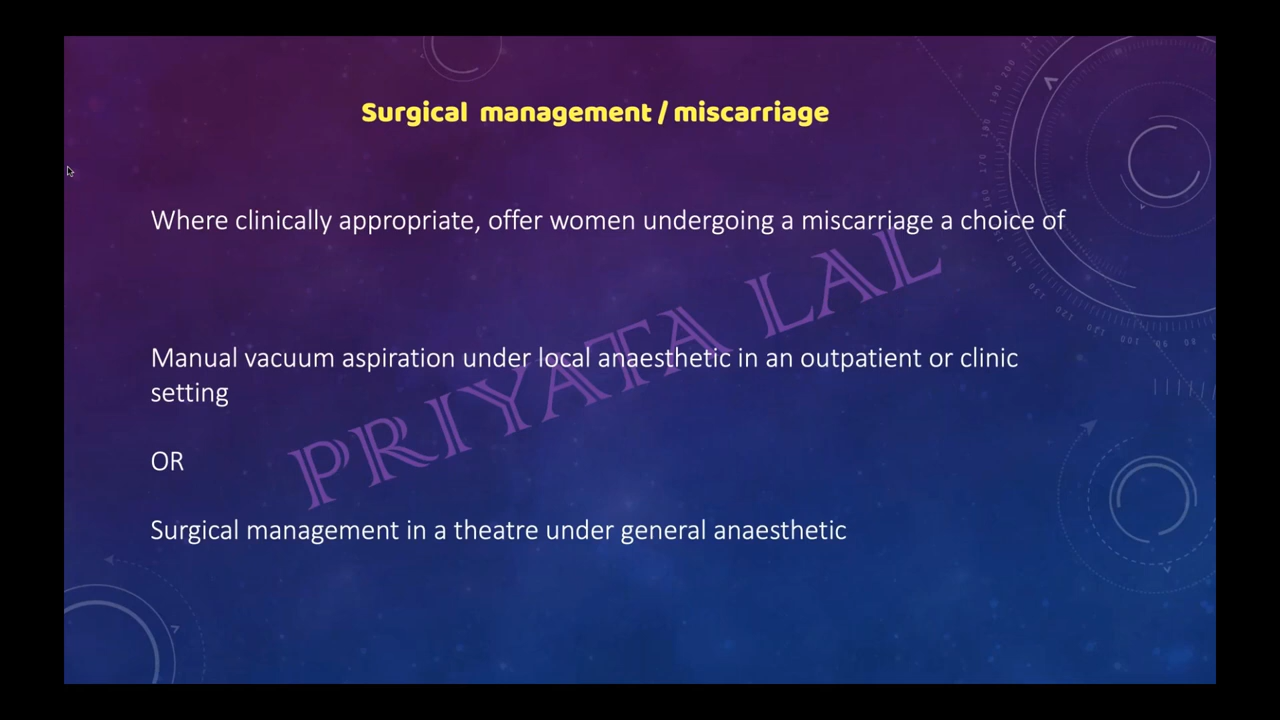 Surgical management / miscarriage
Where clinically appropriate, offer women undergoing a miscarriage a choice of
Manual vacuum aspiration under local anaesthetic in an outpatient or clinic
setting
OR
Surgical management in a theatre under general anaesthetic
PRIYATA LAL